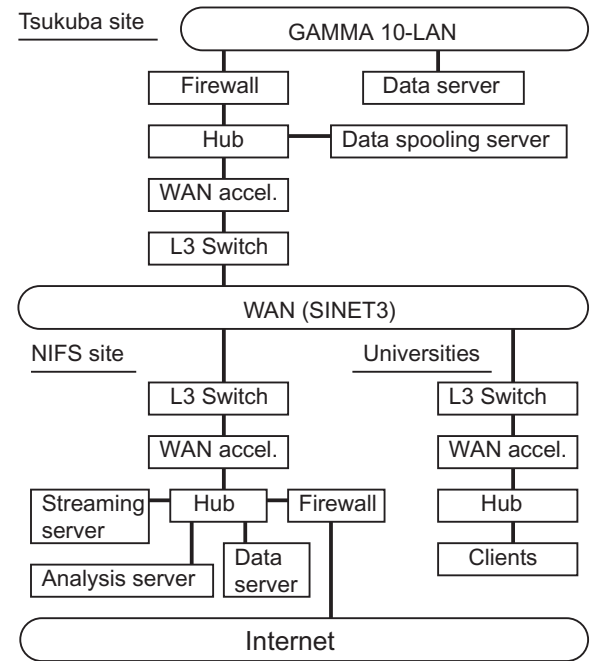 Tsukuba site
GAMMA 10-LAN
Firewall
Data server
Hub
Data spooling server
WAN accel.
L3 Switch
WAN (SINET3)
NIFS site
Universities
L3 Switch
L3 Switch
WAN accel.
WAN accel.
Streaming
server
Hub
Firewall
Hub
Analysis server
Data
server
Clients
Internet